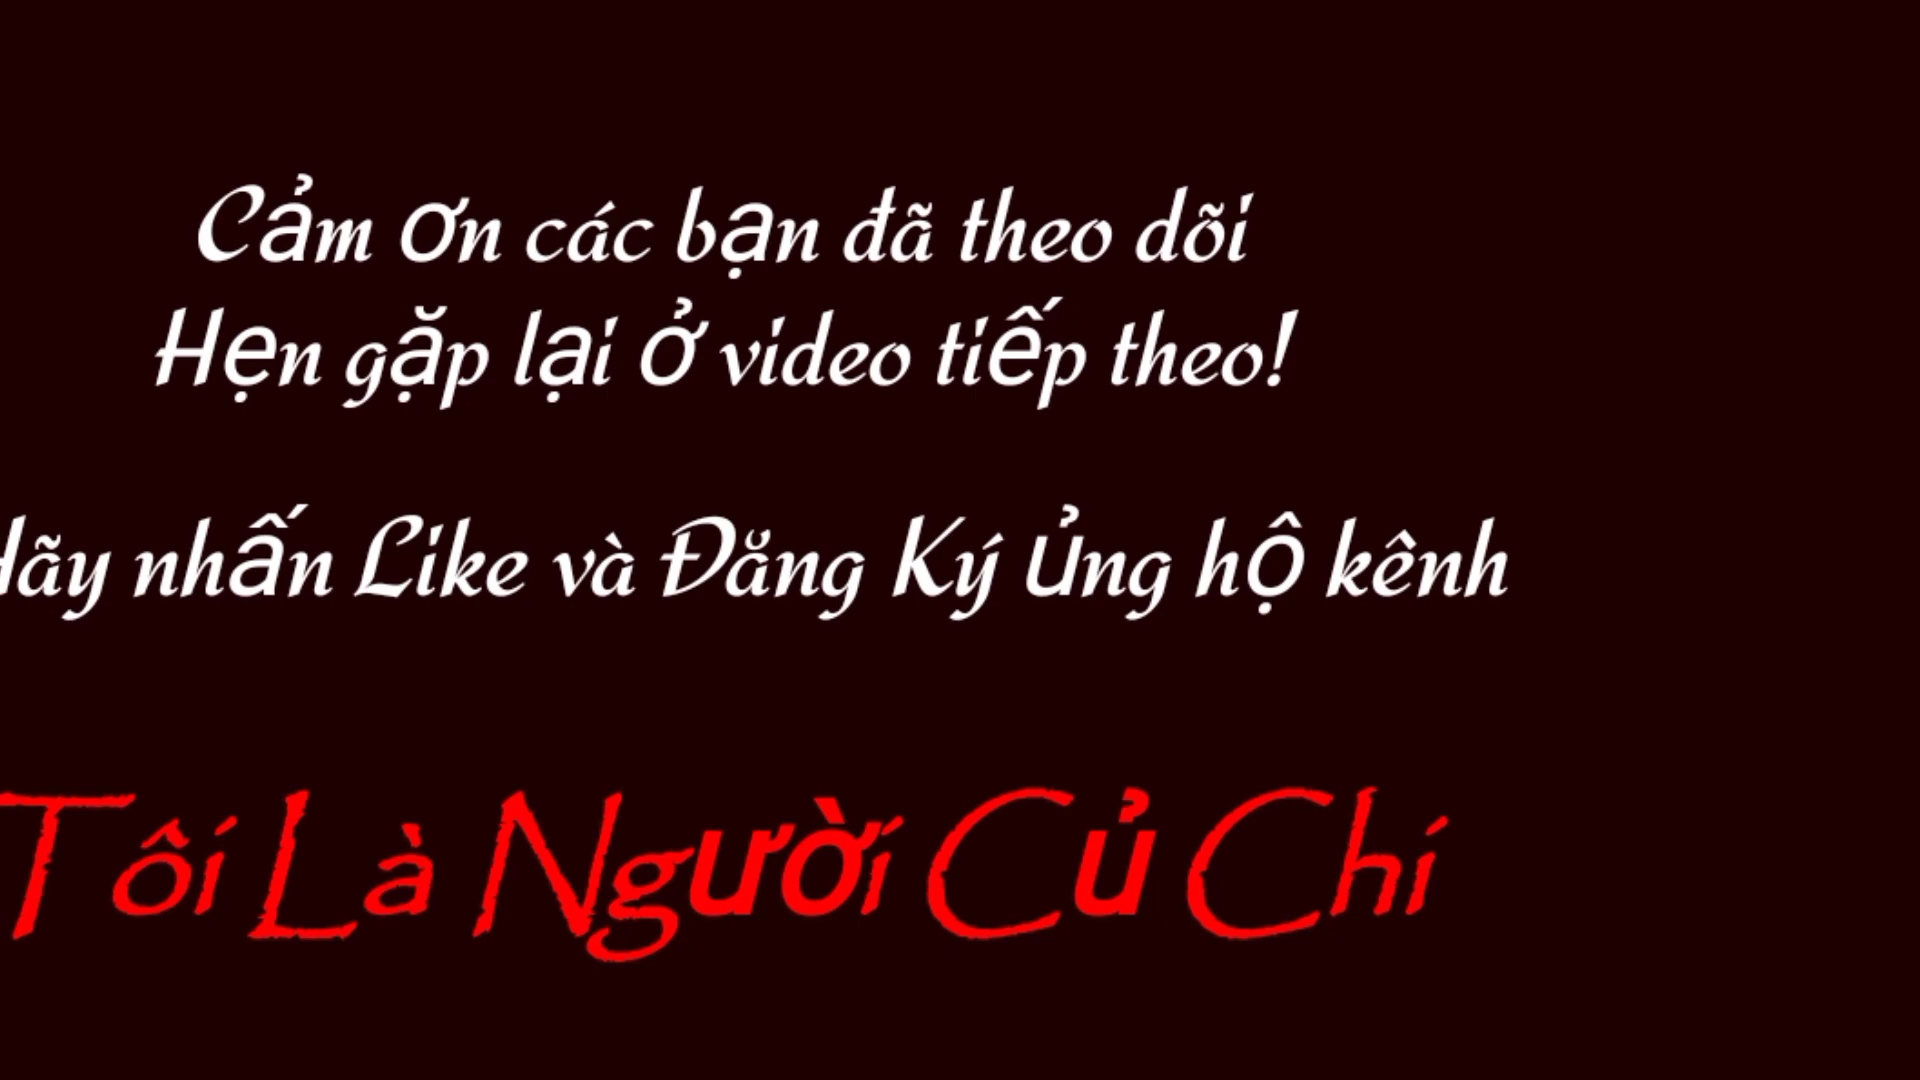 Cảm ơn các bạn đã theo dõi
Hẹn gặp lại ở video tiếp theo!
Hãy nhấn Like và Đăng Ký ủng hộ kênh
Tôi Là Người Củ Chi